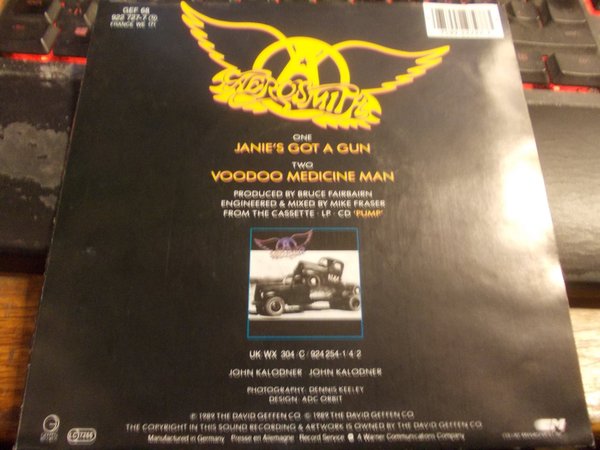 GEF 68
922 727-7
FRANCE WE 171
AEROSMITH
ONE
JANIE'S GOT A GUN
TWO
VOODOO MEDICINE MAN
PRODUCED BY BRUCE FAIRBAIRN
ENGINEERED & MIXED BY MIKE FRASER
FROM THE CASSETTE · LP · CD 'PUMP'
UK: WX 304 /C/ 924 254-1/4/2
JOHN KALODNER JOHN KALODNER
PHOTOGRAPHY: DENNIS KEELEY
DESIGN: ADC ORBIT
℗ 1989 THE DAVID GEFFEN CO. © 1989 THE DAVID GEFFEN CO.
THE COPYRIGHT IN THIS SOUND RECORDING & ARTWORK IS OWNED BY THE DAVID GEFFEN CO.
LC 7266
Manufactured in Germany Presse en Allemagne Record Service A Warner Communications Company